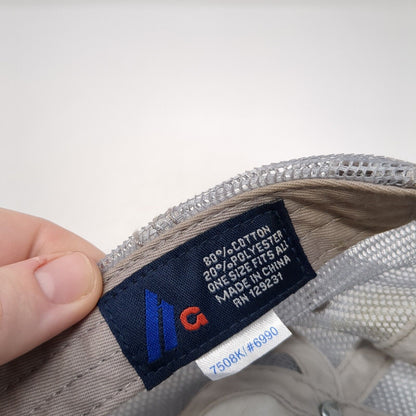 80% COTTON
20% POLYESTER
ONE SIZE FITS ALL
MADE IN CHINA
RN 129231
G
7508K/#6990